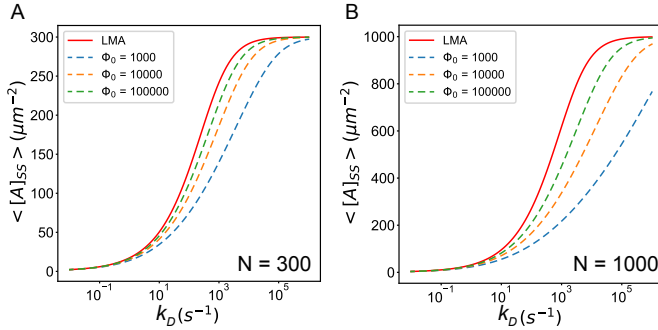 A
< [A]SS > (μm⁻²)
300
250
200
150
100
50
0
LMA
Φ₀ = 1000
Φ₀ = 10000
Φ₀ = 100000
N = 300
10⁻¹
10¹
10³
10⁵
k_D(s⁻¹)
B
< [A]SS > (μm⁻²)
1000
800
600
400
200
0
LMA
Φ₀ = 1000
Φ₀ = 10000
Φ₀ = 100000
N = 1000
10⁻¹
10¹
10³
10⁵
k_D(s⁻¹)